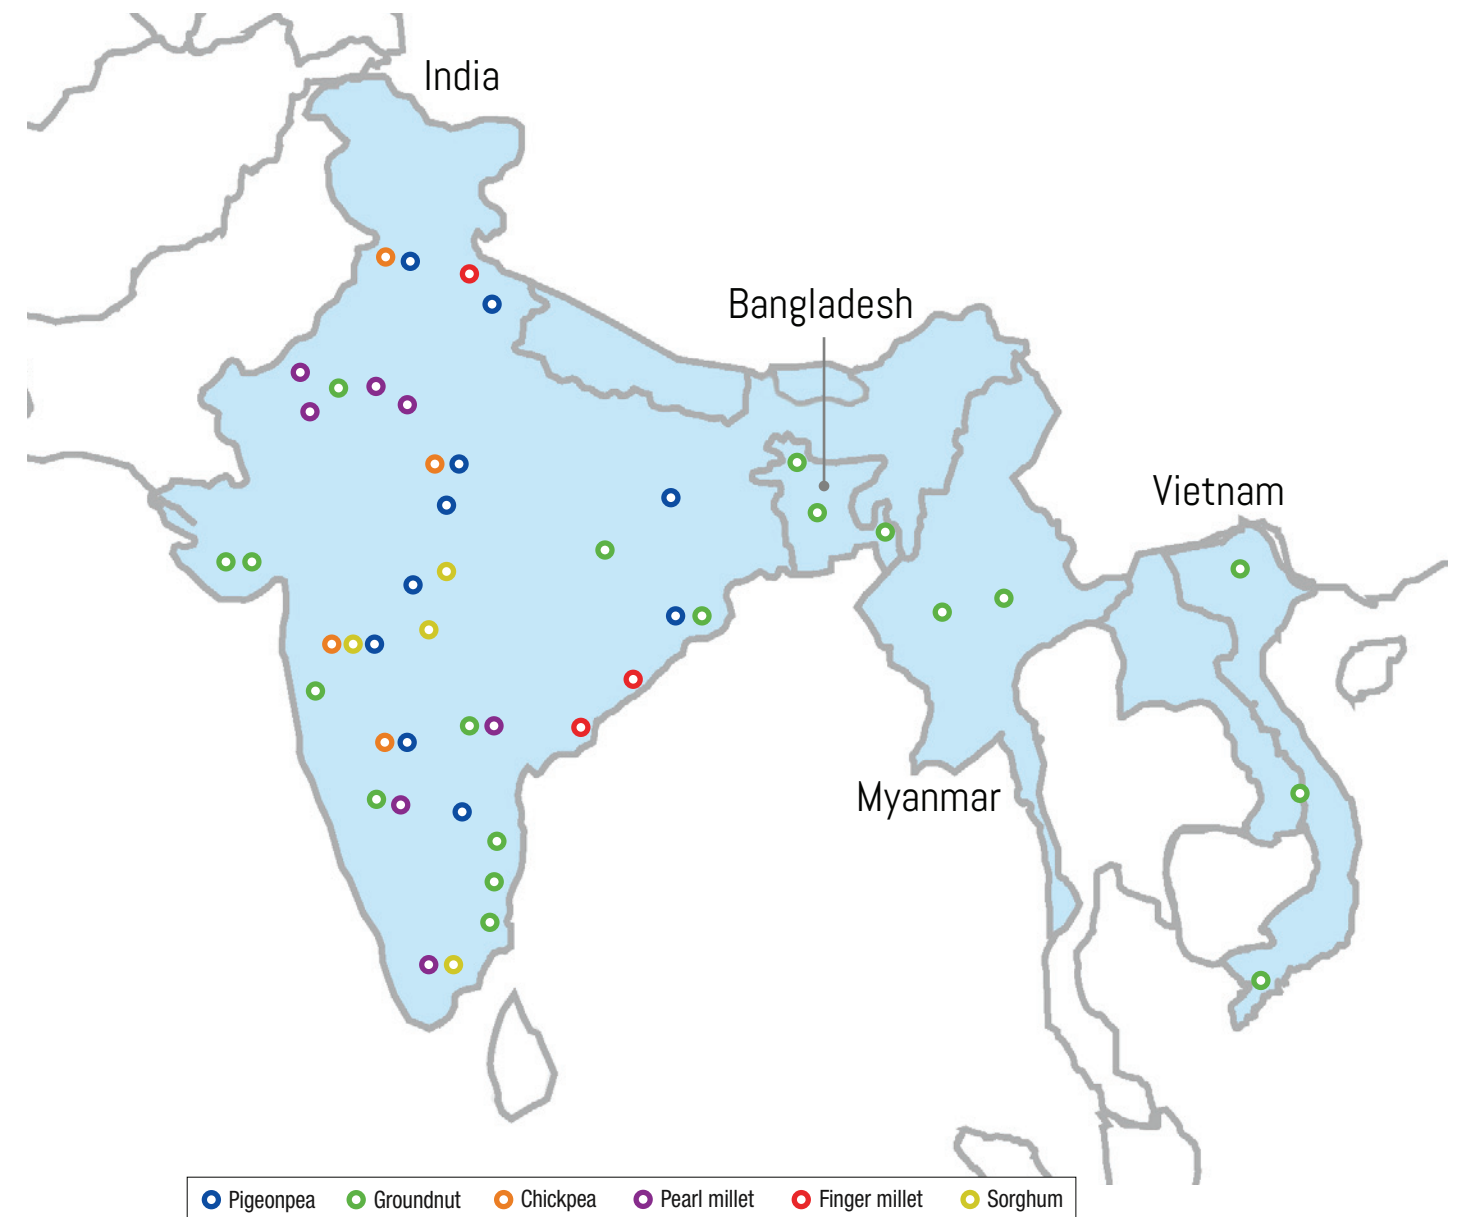 India
Bangladesh
Vietnam
Myanmar
Pigeonpea Groundnut Chickpea Pearl millet Finger millet Sorghum